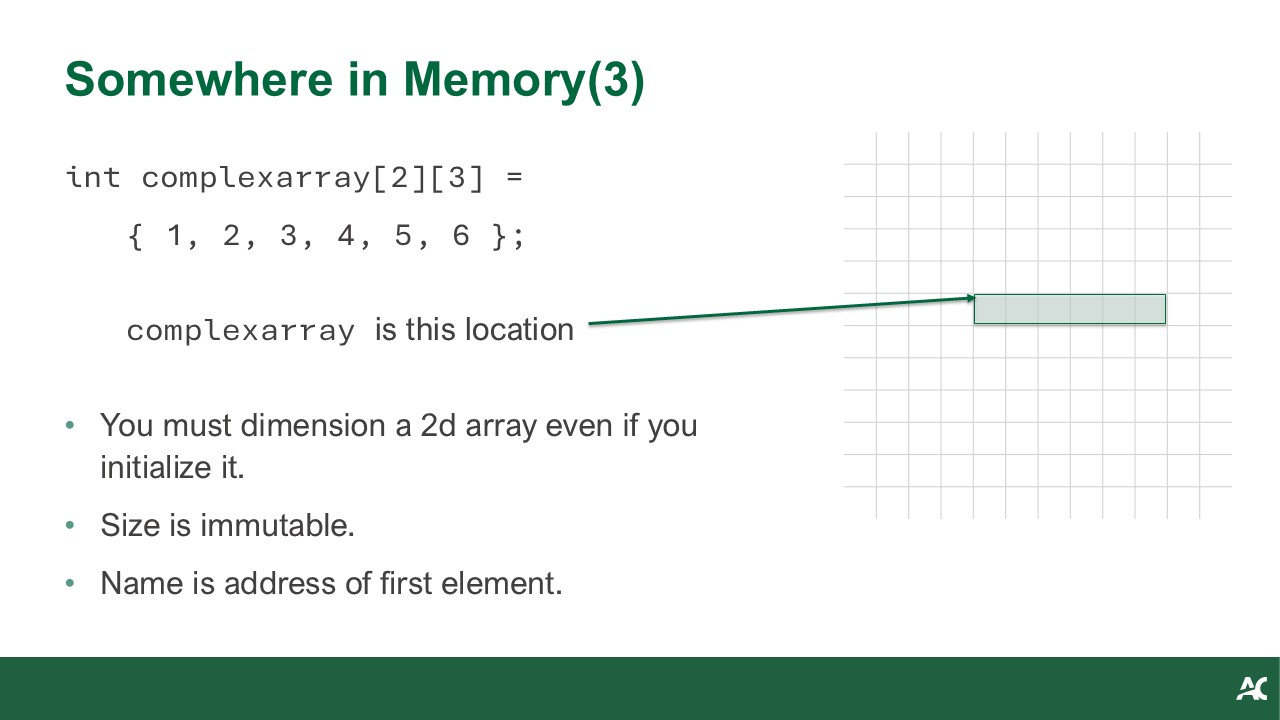 Somewhere in Memory(3)
int complexarray[2][3] =
{ 1, 2, 3, 4, 5, 6 };
complexarray is this location
• You must dimension a 2d array even if you
initialize it.
• Size is immutable.
• Name is address of first element.
AC